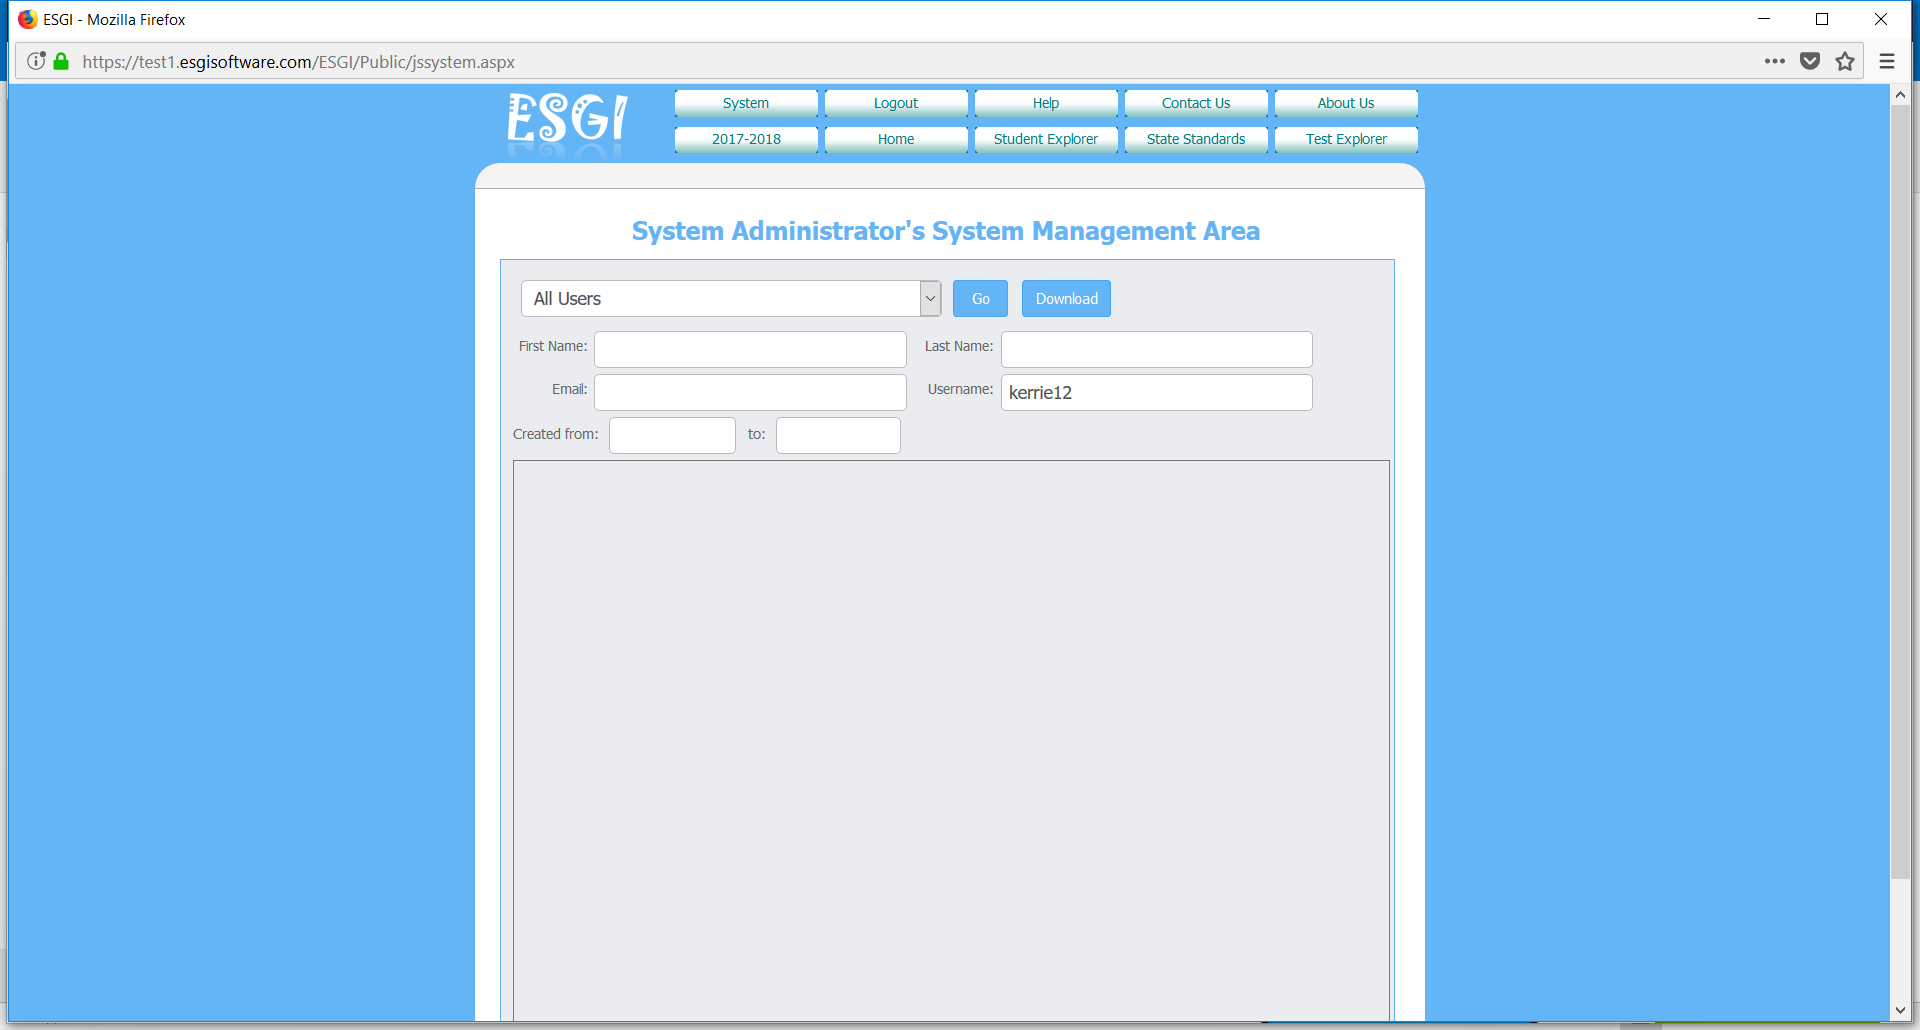 ESGI - Mozilla Firefox
https://test1.esgisoftware.com/ESGI/Public/jssystem.aspx
ESGI
System Logout Help Contact Us About Us
2017-2018 Home Student Explorer State Standards Test Explorer
System Administrator's System Management Area
All Users Go Download
First Name: Last Name:
Email: Username: kerrie12
Created from: to: